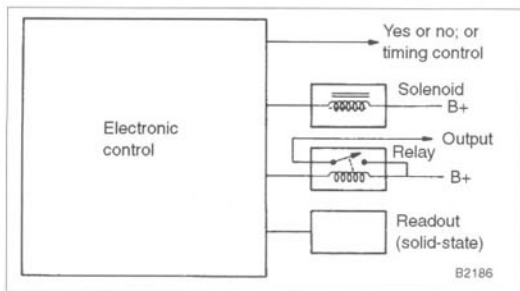 Yes or no; or
timing control
Solenoid
B+
Electronic
control
Output
Relay
B+
Readout
(solid-state)
B2186